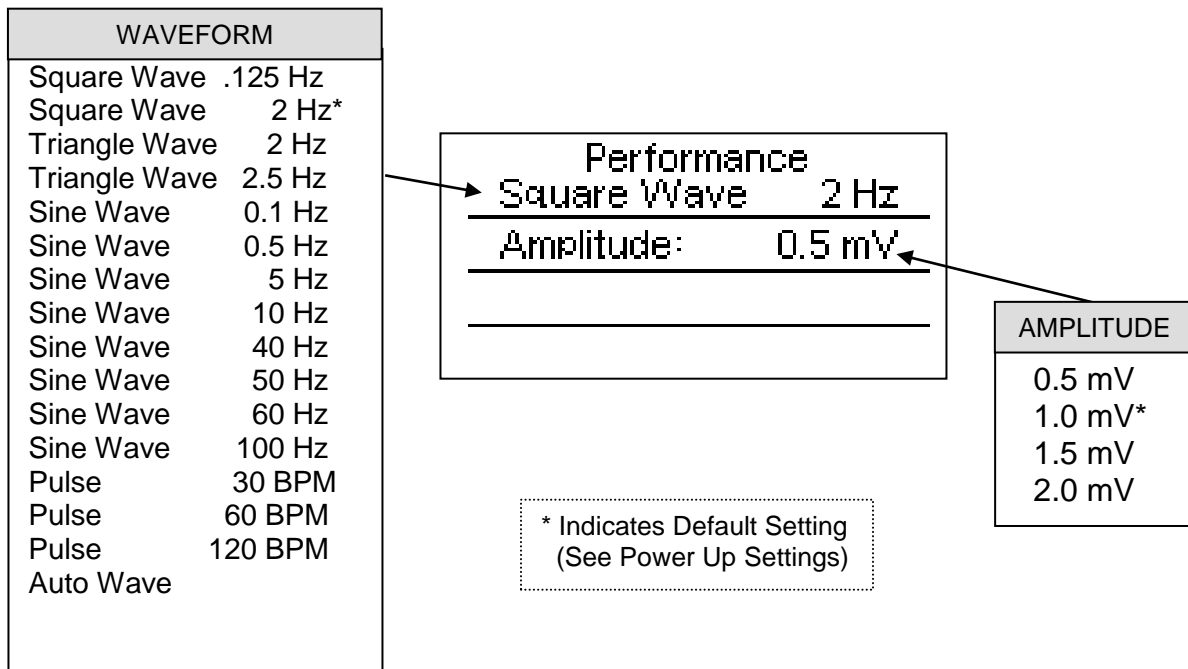 WAVEFORM
Square Wave .125 Hz
Square Wave 2 Hz*
Triangle Wave 2 Hz
Triangle Wave 2.5 Hz
Sine Wave 0.1 Hz
Sine Wave 0.5 Hz
Sine Wave 5 Hz
Sine Wave 10 Hz
Sine Wave 40 Hz
Sine Wave 50 Hz
Sine Wave 60 Hz
Sine Wave 100 Hz
Pulse 30 BPM
Pulse 60 BPM
Pulse 120 BPM
Auto Wave
Performance
Square Wave 2 Hz
Amplitude: 0.5 mV
AMPLITUDE
0.5 mV
1.0 mV*
1.5 mV
2.0 mV
* Indicates Default Setting
(See Power Up Settings)